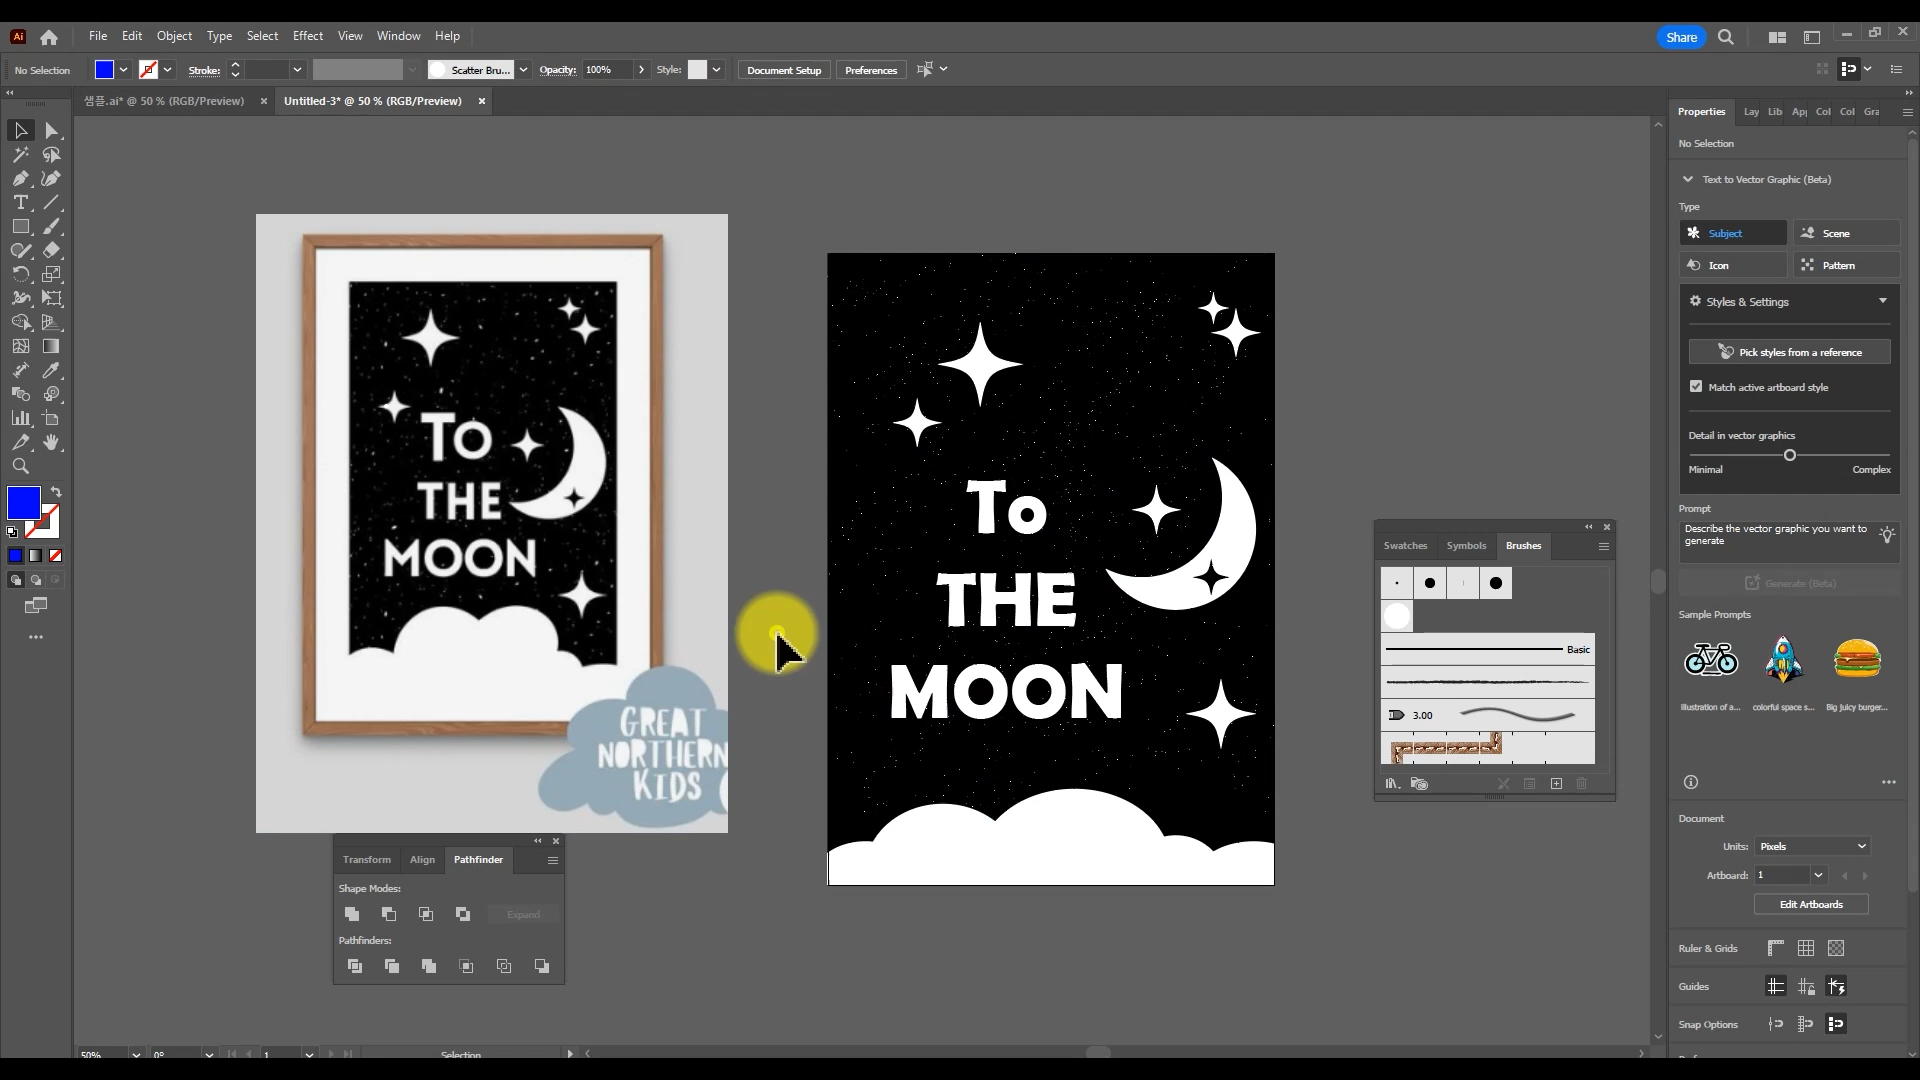 Ai File Edit Object Type Select Effect View Window Help Share
No Selection Stroke: Scatter Bru... Opacity: 100% Style: Document Setup Preferences
샘플.ai* @ 50 % (RGB/Preview) × Untitled-3* @ 50 % (RGB/Preview) ×
TO
THE
MOON
GREAT
NORTHERN
KIDS
To
THE
MOON
Transform Align Pathfinder
Shape Modes:
Expand
Pathfinders:
Swatches Symbols Brushes
Basic
3.00
Properties Lay Lib Ap Col Col Gra
No Selection
Text to Vector Graphic (Beta)
Type
Subject Scene
Icon Pattern
Styles & Settings
Pick styles from a reference
Match active artboard style
Detail in vector graphics
Minimal Complex
Prompt
Describe the vector graphic you want to
generate
Generate (Beta)
Sample Prompts
Illustration of a... colorful space s... Big juicy burger...
Document
Units: Pixels
Artboard: 1
Edit Artboards
Ruler & Grids
Guides
Snap Options
50% 0° 1 Selection